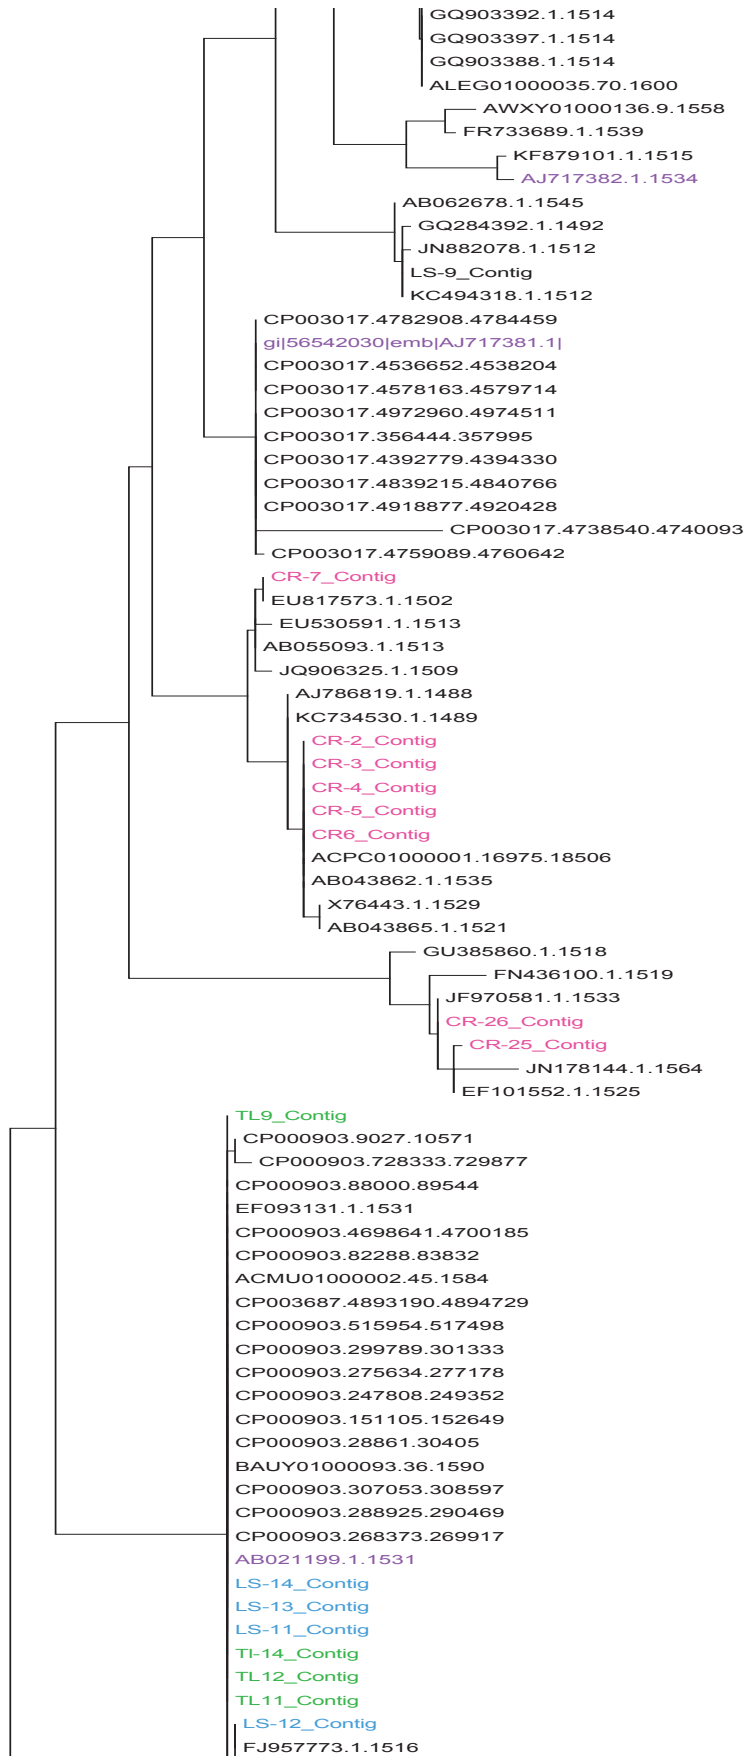 GQ903392.1.1514
GQ903397.1.1514
GQ903388.1.1514
ALEG01000035.70.1600
AWXY01000136.9.1558
FR733689.1.1539
KF879101.1.1515
AJ717382.1.1534
AB062678.1.1545
GQ284392.1.1492
JN882078.1.1512
LS-9_Contig
KC494318.1.1512
CP003017.4782908.4784459
gi|56542030|emb|AJ717381.1|
CP003017.4536652.4538204
CP003017.4578163.4579714
CP003017.4972960.4974511
CP003017.356444.357995
CP003017.4392779.4394330
CP003017.4839215.4840766
CP003017.4918877.4920428
CP003017.4738540.4740093
CP003017.4759089.4760642
CR-7_Contig
EU817573.1.1502
EU530591.1.1513
AB055093.1.1513
JQ906325.1.1509
AJ786819.1.1488
KC734530.1.1489
CR-2_Contig
CR-3_Contig
CR-4_Contig
CR-5_Contig
CR6_Contig
ACPC01000001.16975.18506
AB043862.1.1535
X76443.1.1529
AB043865.1.1521
GU385860.1.1518
FN436100.1.1519
JF970581.1.1533
CR-26_Contig
CR-25_Contig
JN178144.1.1564
EF101552.1.1525
TL9_Contig
CP000903.9027.10571
CP000903.728333.729877
CP000903.88000.89544
EF093131.1.1531
CP000903.4698641.4700185
CP000903.82288.83832
ACMU01000002.45.1584
CP003687.4893190.4894729
CP000903.515954.517498
CP000903.299789.301333
CP000903.275634.277178
CP000903.247808.249352
CP000903.151105.152649
CP000903.28861.30405
BAUY01000093.36.1590
CP000903.307053.308597
CP000903.288925.290469
CP000903.268373.269917
AB021199.1.1531
LS-14_Contig
LS-13_Contig
LS-11_Contig
Tl-14_Contig
TL12_Contig
TL11_Contig
LS-12_Contig
FJ957773.1.1516